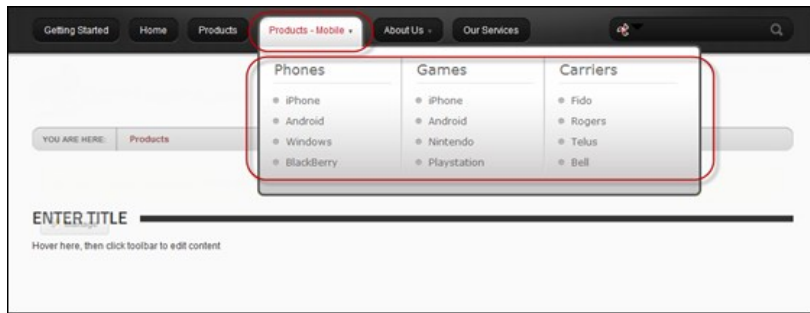 Getting Started Home Products Products - Mobile About Us Our Services
Phones Games Carriers
iPhone iPhone Fido
Android Android Rogers
YOU ARE HERE: Products
Windows Nintendo Telus
BlackBerry Playstation Bell
ENTER TITLE
Manage
Hover here, then click toolbar to edit content